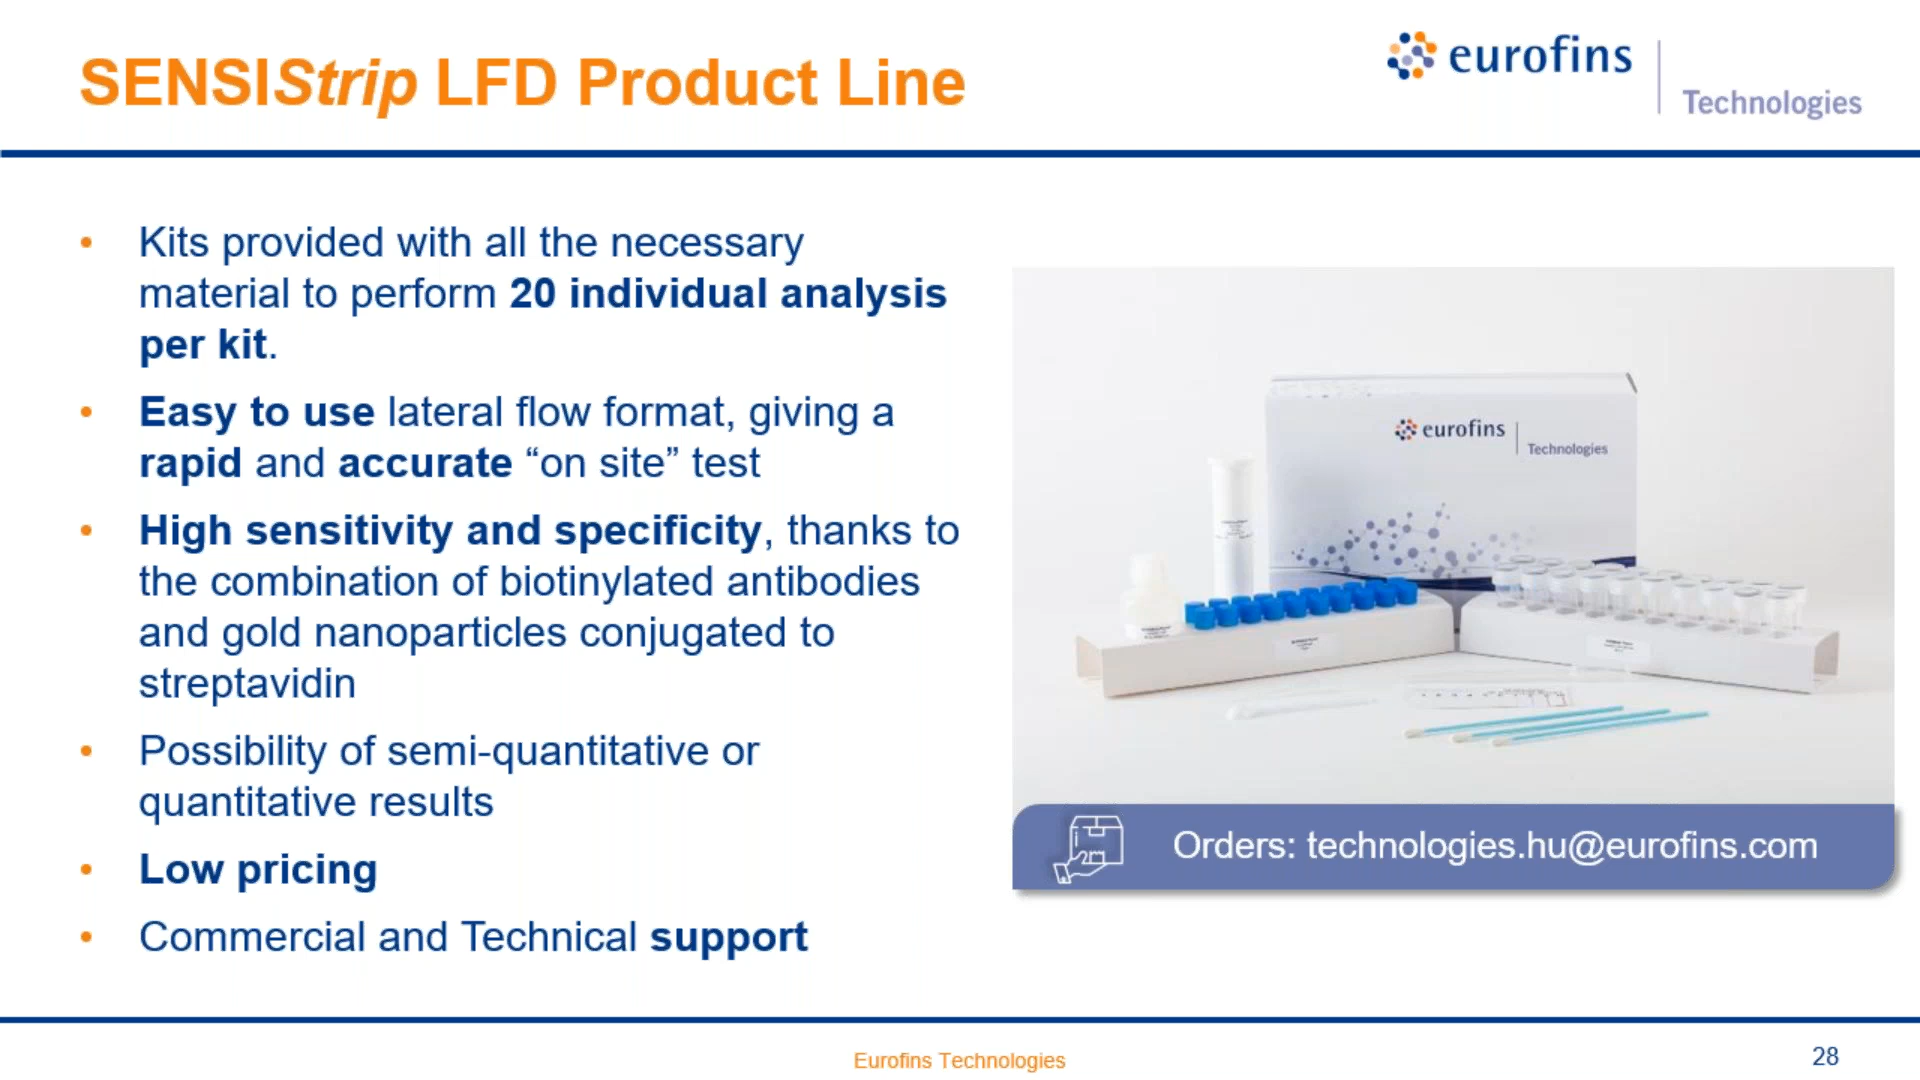 SENSIStrip LFD Product Line
eurofins
Technologies
• Kits provided with all the necessary
material to perform 20 individual analysis
per kit.
• Easy to use lateral flow format, giving a
rapid and accurate “on site” test
• High sensitivity and specificity, thanks to
the combination of biotinylated antibodies
and gold nanoparticles conjugated to
streptavidin
• Possibility of semi-quantitative or
quantitative results
• Low pricing
• Commercial and Technical support
eurofins
Technologies
Orders: technologies.hu@eurofins.com
Eurofins Technologies
28